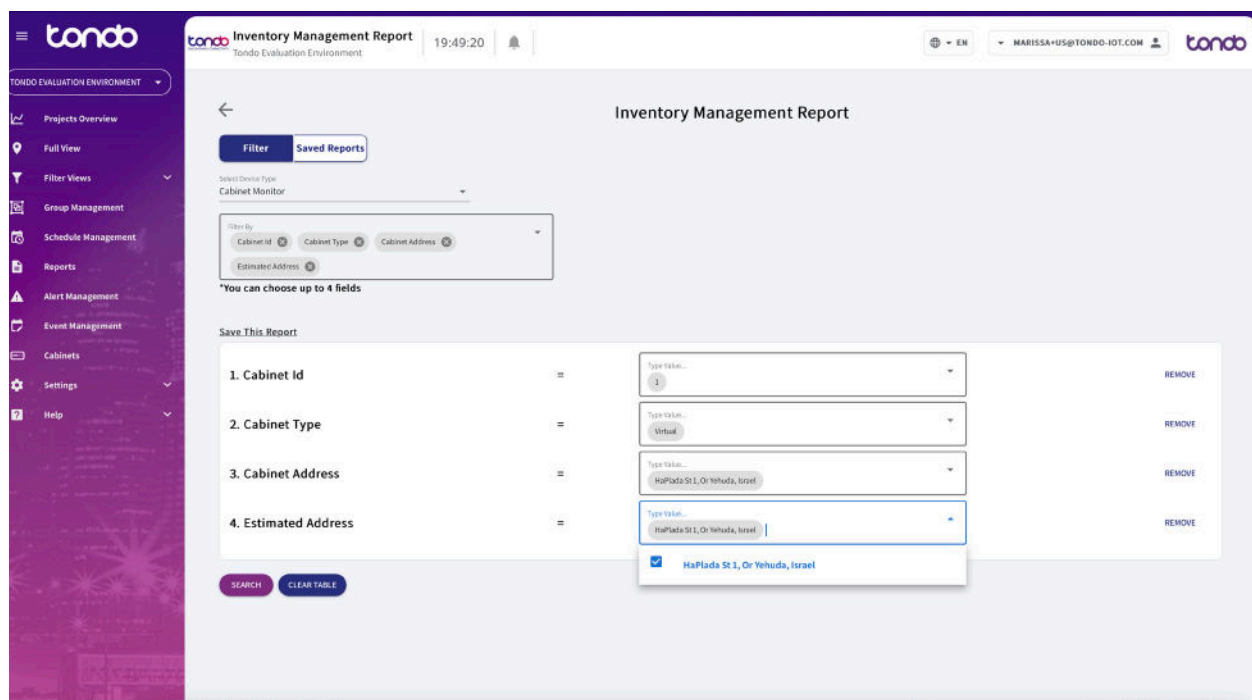 tondo
tondo
Inventory Management Report
Tondo Evaluation Environment
19:49:20
EN
MARISSA+US@TONDO-IOT.COM
tondo
TONDO EVALUATION ENVIRONMENT
Projects Overview
Full View
Filter Views
Group Management
Schedule Management
Reports
Alert Management
Event Management
Cabinets
Settings
Help
Inventory Management Report
Filter
Saved Reports
Select Device Type
Cabinet Monitor
Filter By
Cabinet Id
Cabinet Type
Cabinet Address
Estimated Address
*You can choose up to 4 fields
Save This Report
1. Cabinet Id = Type Value... REMOVE
1
2. Cabinet Type = Type Value... REMOVE
Virtual
3. Cabinet Address = Type Value... REMOVE
HaPlada St 1, Or Yehuda, Israel
4. Estimated Address = Type Value... REMOVE
HaPlada St 1, Or Yehuda, Israel
HaPlada St 1, Or Yehuda, Israel
SEARCH
CLEAR TABLE